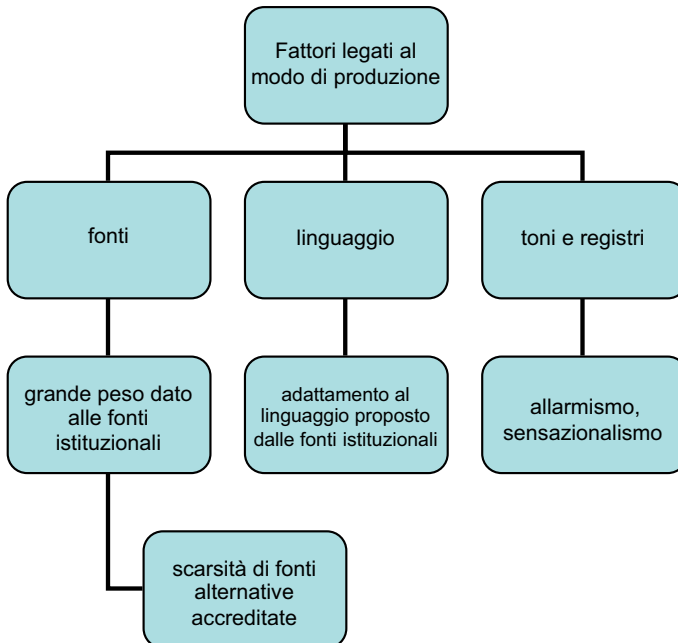 Fattori legati al
modo di produzione
fonti
linguaggio
toni e registri
grande peso dato
alle fonti
istituzionali
adattamento al
linguaggio proposto
dalle fonti istituzionali
allarmismo,
sensazionalismo
scarsità di fonti
alternative
accreditate